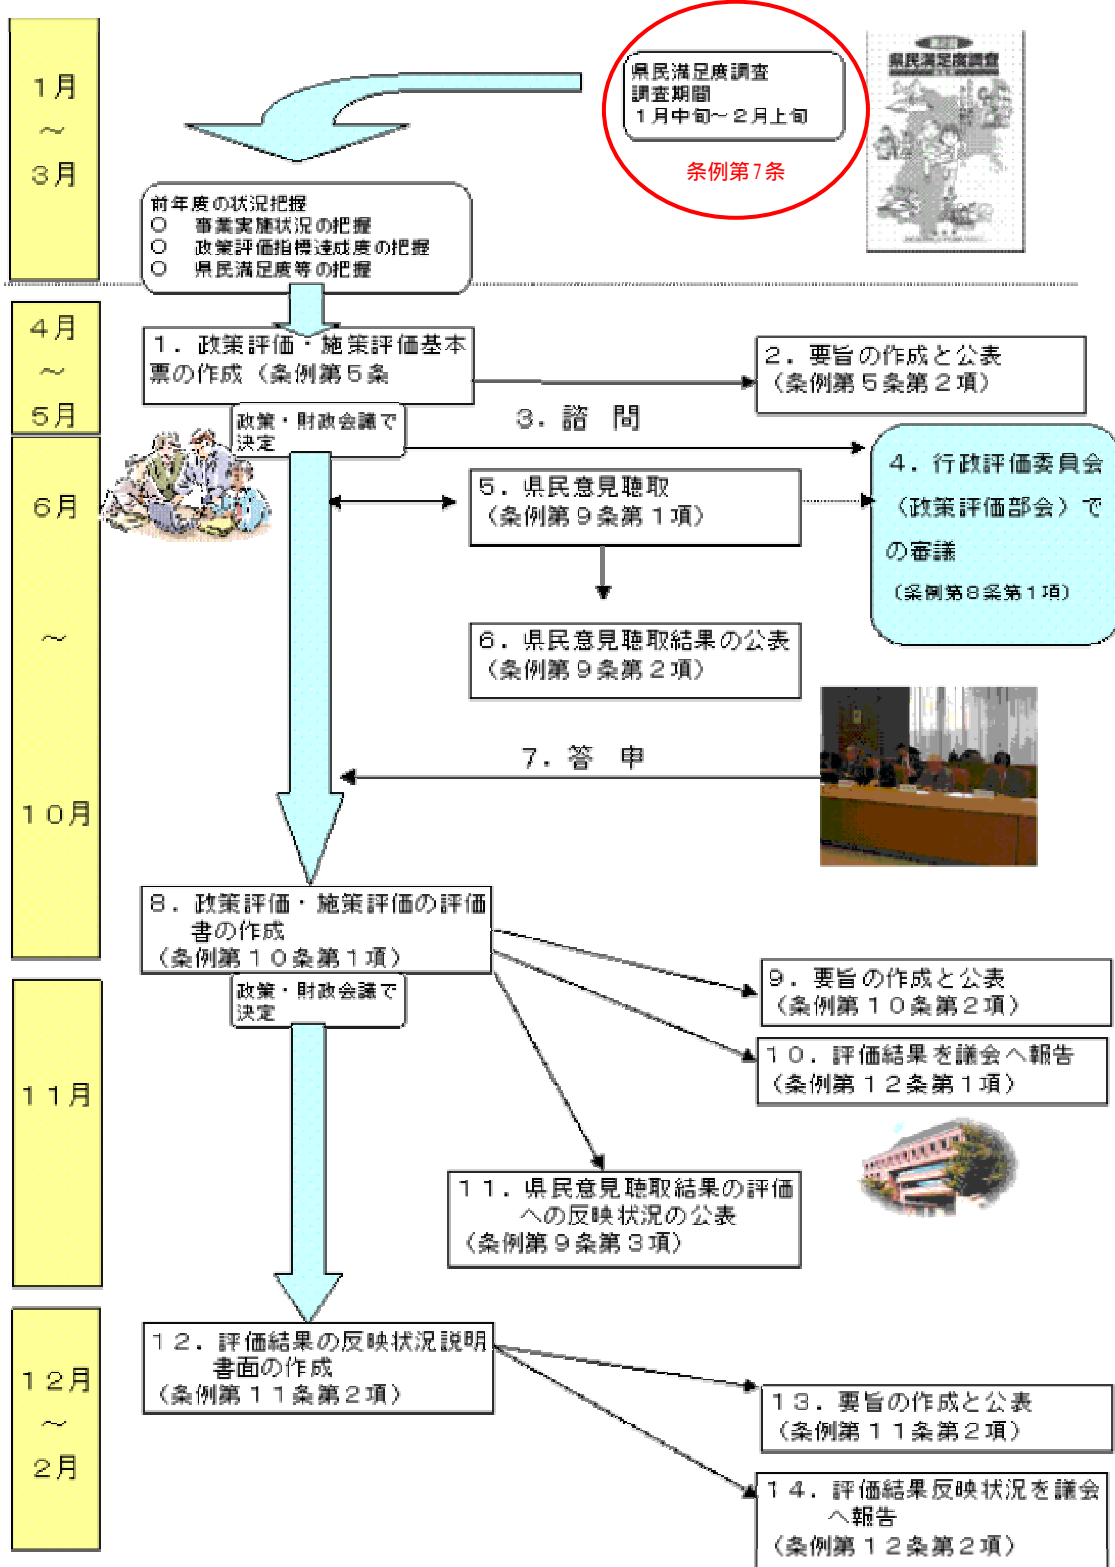 1月
～
3月
県民満足度調査
調査期間
1月中旬～2月上旬
条例第7条
県民満足度調査
前年度の状況把握
○ 事業実施状況の把握
○ 政策評価指標達成度の把握
○ 県民満足度等の把握
4月
～
5月
1．政策評価・施策評価基本
票の作成（条例第5条
2．要旨の作成と公表
（条例第5条第2項）
政策・財政会議で
決定
3．諮 問
4．行政評価委員会
（政策評価部会）で
の審議
（条例第8条第1項）
6月
～
10月
5．県民意見聴取
（条例第9条第1項）
6．県民意見聴取結果の公表
（条例第9条第2項）
7．答 申
8．政策評価・施策評価の評価
書の作成
（条例第10条第1項）
政策・財政会議で
決定
9．要旨の作成と公表
（条例第10条第2項）
10．評価結果を議会へ報告
（条例第12条第1項）
11月
11．県民意見聴取結果の評価
への反映状況の公表
（条例第9条第3項）
12月
～
2月
12．評価結果の反映状況説明
書面の作成
（条例第11条第2項）
13．要旨の作成と公表
（条例第11条第2項）
14．評価結果反映状況を議会
へ報告
（条例第12条第2項）